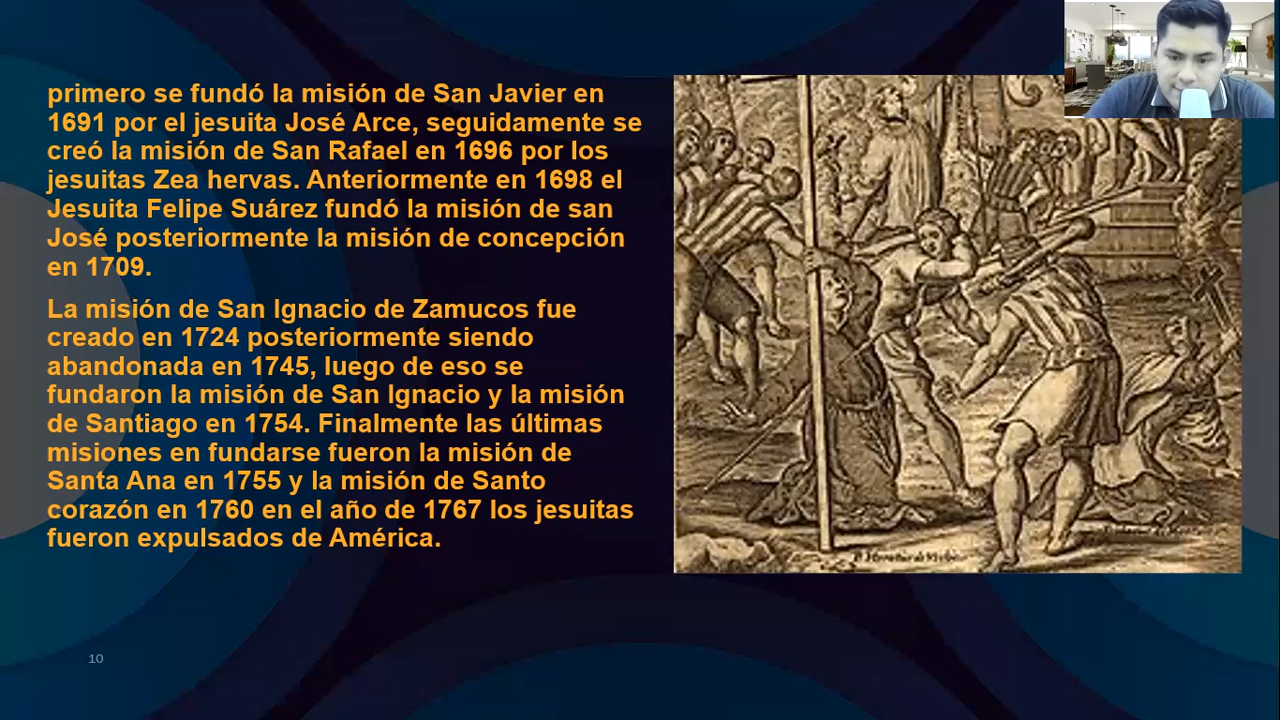 primero se fundó la misión de San Javier en
1691 por el jesuita José Arce, seguidamente se
creó la misión de San Rafael en 1696 por los
jesuitas Zea hervas. Anteriormente en 1698 el
Jesuita Felipe Suárez fundó la misión de san
José posteriormente la misión de concepción
en 1709.
La misión de San Ignacio de Zamucos fue
creado en 1724 posteriormente siendo
abandonada en 1745, luego de eso se
fundaron la misión de San Ignacio y la misión
de Santiago en 1754. Finalmente las últimas
misiones en fundarse fueron la misión de
Santa Ana en 1755 y la misión de Santo
corazón en 1760 en el año de 1767 los jesuitas
fueron expulsados de América.
10